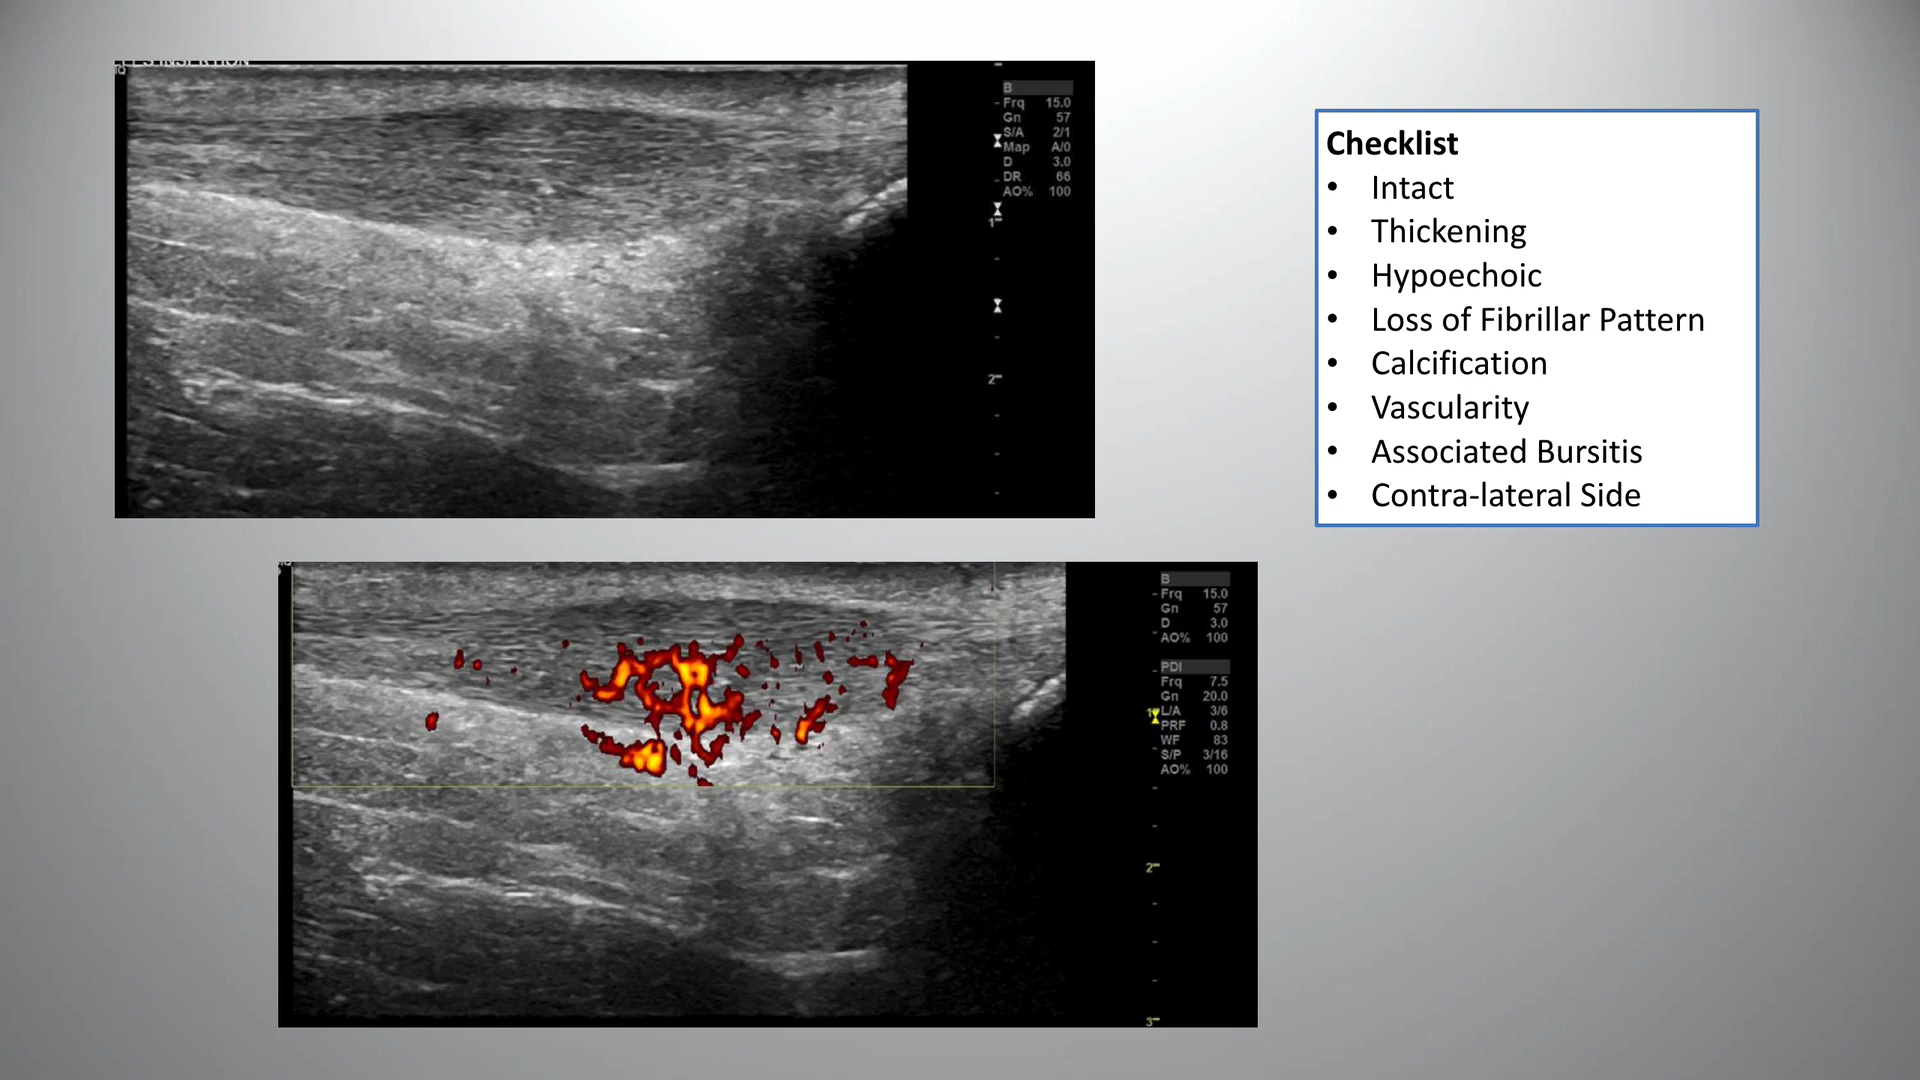 INSERTION
B
Frq 15.0
Gn 57
S/A 2/1
Map A/0
D 3.0
DR 66
AO% 100
1
2
Checklist
• Intact
• Thickening
• Hypoechoic
• Loss of Fibrillar Pattern
• Calcification
• Vascularity
• Associated Bursitis
• Contra-lateral Side
B
Frq 15.0
Gn 57
D 3.0
AO% 100
PDI
Frq 7.5
Gn 20.0
L/A 3/6
PRF 0.8
WF 83
S/P 3/16
AO% 100
1
2
3